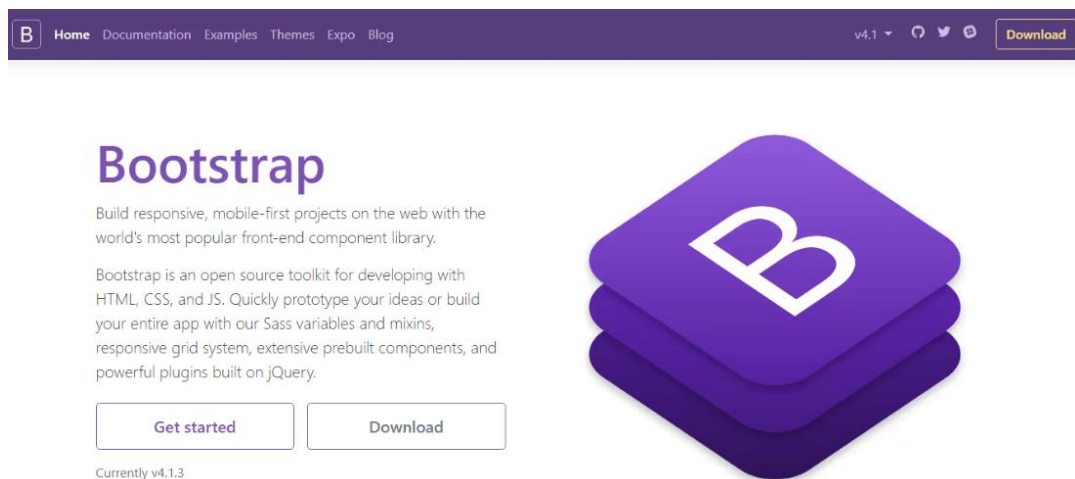 B Home Documentation Examples Themes Expo Blog v4.1 Download
Bootstrap
Build responsive, mobile-first projects on the web with the
world's most popular front-end component library.
Bootstrap is an open source toolkit for developing with
HTML, CSS, and JS. Quickly prototype your ideas or build
your entire app with our Sass variables and mixins,
responsive grid system, extensive prebuilt components, and
powerful plugins built on jQuery.
Get started Download
Currently v4.1.3
B